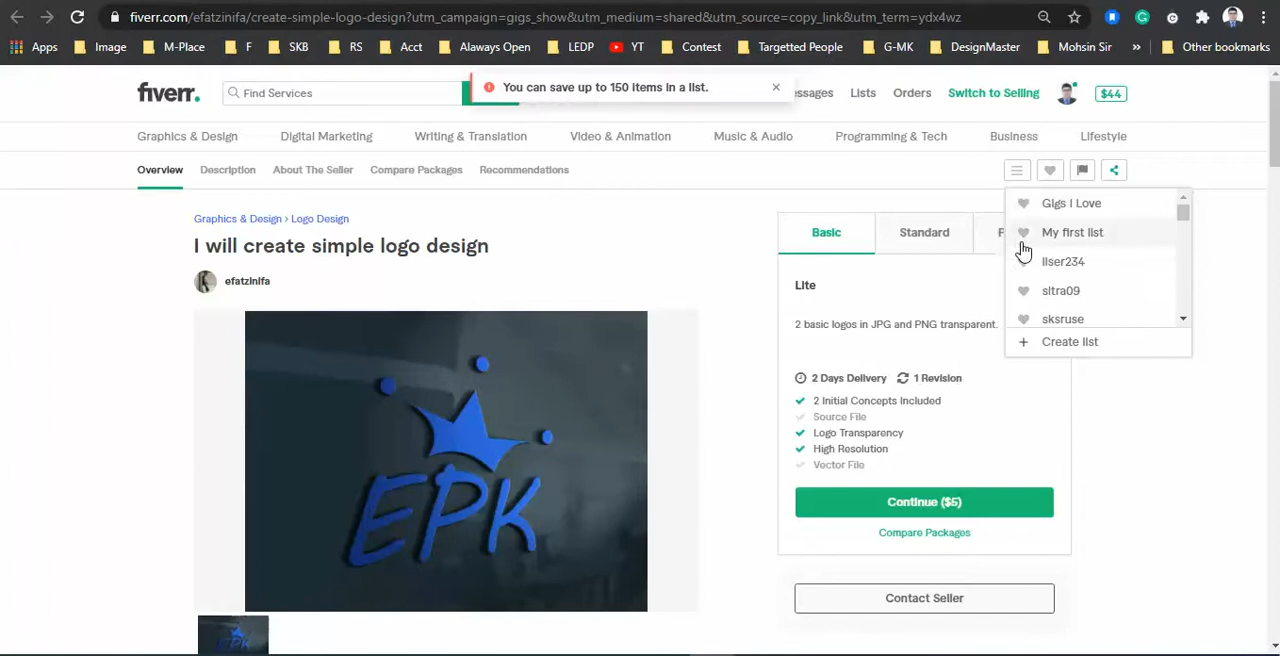 fiverr.com/efatzinifa/create-simple-logo-design?utm_campaign=gigs_show&utm_medium=shared&utm_source=copy_link&utm_term=ydx4wz
Apps Image M-Place F SKB RS Acct Alaways Open LEDP YT Contest Targetted People G-MK DesignMaster Mohsin Sir » Other bookmarks
fiverr. Find Services You can save up to 150 items in a list. × essages Lists Orders Switch to Selling $44
Graphics & Design Digital Marketing Writing & Translation Video & Animation Music & Audio Programming & Tech Business Lifestyle
Overview Description About The Seller Compare Packages Recommendations
Gigs I Love
My first list
sltra09
sksruse
+ Create list
Graphics & Design › Logo Design
I will create simple logo design
efatzinifa
EPK
EPK
Basic Standard P
Lite
2 basic logos in JPG and PNG transparent.
2 Days Delivery 1 Revision
2 Initial Concepts Included
Source File
Logo Transparency
High Resolution
Vector File
Continue ($5)
Compare Packages
Contact Seller